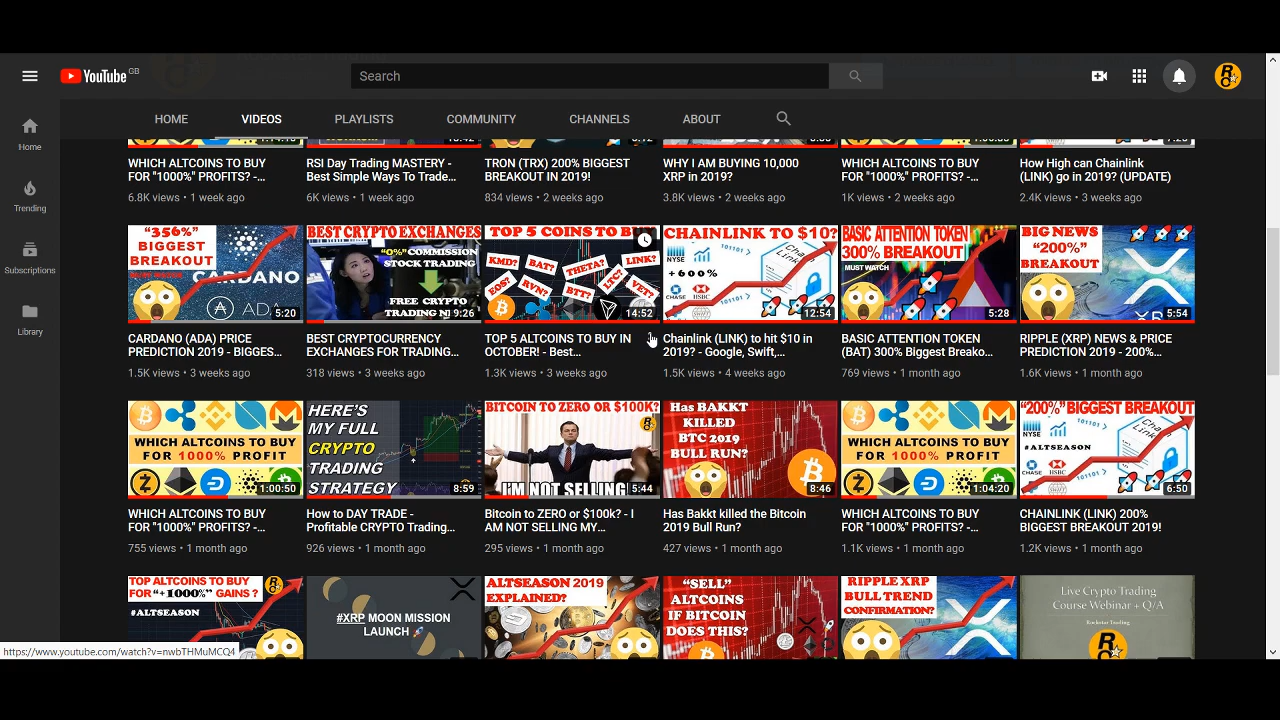 YouTube GB
Search
HOME
VIDEOS
PLAYLISTS
COMMUNITY
CHANNELS
ABOUT
Home
Trending
Subscriptions
Library
WHICH ALTCOINS TO BUY
FOR "1000%" PROFITS? -...
6.8K views • 1 week ago
RSI Day Trading MASTERY -
Best Simple Ways To Trade...
6K views • 1 week ago
TRON (TRX) 200% BIGGEST
BREAKOUT IN 2019!
834 views • 2 weeks ago
WHY I AM BUYING 10,000
XRP in 2019?
3.8K views • 2 weeks ago
WHICH ALTCOINS TO BUY
FOR "1000%" PROFITS? -...
1K views • 2 weeks ago
How High can Chainlink
(LINK) go in 2019? (UPDATE)
2.4K views • 3 weeks ago
"356%"
BIGGEST
BREAKOUT
CARDANO
ADA
5:20
CARDANO (ADA) PRICE
PREDICTION 2019 - BIGGES...
1.5K views • 3 weeks ago
BEST CRYPTO EXCHANGES
"0%" COMMISSION
STOCK TRADING
FREE CRYPTO
TRADING N
9:26
BEST CRYPTOCURRENCY
EXCHANGES FOR TRADING...
318 views • 3 weeks ago
TOP 5 COINS TO BU
KMD?
BAT?
THETA?
LINK?
EOS?
RVN?
BTT?
LTC?
VET?
14:52
TOP 5 ALTCOINS TO BUY IN
OCTOBER! - Best...
1.3K views • 3 weeks ago
CHAINLINK TO $10?
NYSE
101101
+600%
CHASE
HSBC
101101
12:54
Chainlink (LINK) to hit $10 in
2019? - Google, Swift,...
1.5K views • 4 weeks ago
BASIC ATTENTION TOKEN
300% BREAKOUT
MUST WATCH
5:28
BASIC ATTENTION TOKEN
(BAT) 300% Biggest Breako...
769 views • 1 month ago
BIG NEWS
"200%"
BREAKOUT
5:54
RIPPLE (XRP) NEWS & PRICE
PREDICTION 2019 - 200%...
1.6K views • 1 month ago
WHICH ALTCOINS TO BUY
FOR 1000% PROFIT
1:00:50
WHICH ALTCOINS TO BUY
FOR "1000%" PROFITS? -...
755 views • 1 month ago
HERE'S
MY FULL
CRYPTO
TRADING
STRATEGY
8:59
How to DAY TRADE -
Profitable CRYPTO Trading...
926 views • 1 month ago
BITCOIN TO ZERO OR $100K?
I'M NOT SELLING
5:44
Bitcoin to ZERO or $100k? - I
AM NOT SELLING MY...
295 views • 1 month ago
Has BAKKT
KILLED
BTC 2019
BULL RUN?
8:46
Has Bakkt killed the Bitcoin
2019 Bull Run?
427 views • 1 month ago
WHICH ALTCOINS TO BUY
FOR 1000% PROFIT
1:04:20
WHICH ALTCOINS TO BUY
FOR "1000%" PROFITS? -...
1.1K views • 1 month ago
"200%" BIGGEST BREAKOUT
NYSE
101101
#ALTSEASON
CHASE
HSBC
101101
6:50
CHAINLINK (LINK) 200%
BIGGEST BREAKOUT 2019!
1.2K views • 1 month ago
TOP ALTCOINS TO BUY
FOR "+1000%" GAINS ?
#ALTSEASON
#XRP MOON MISSION
LAUNCH
ALTSEASON 2019
EXPLAINED?
"SELL"
ALTCOINS
IF BITCOIN
DOES THIS?
RIPPLE XRP
BULL TREND
CONFIRMATION?
Live Crypto Trading
Course Webinar + Q/A
Rockstar Trading
https://www.youtube.com/watch?v=nwbTHMuMCQ4